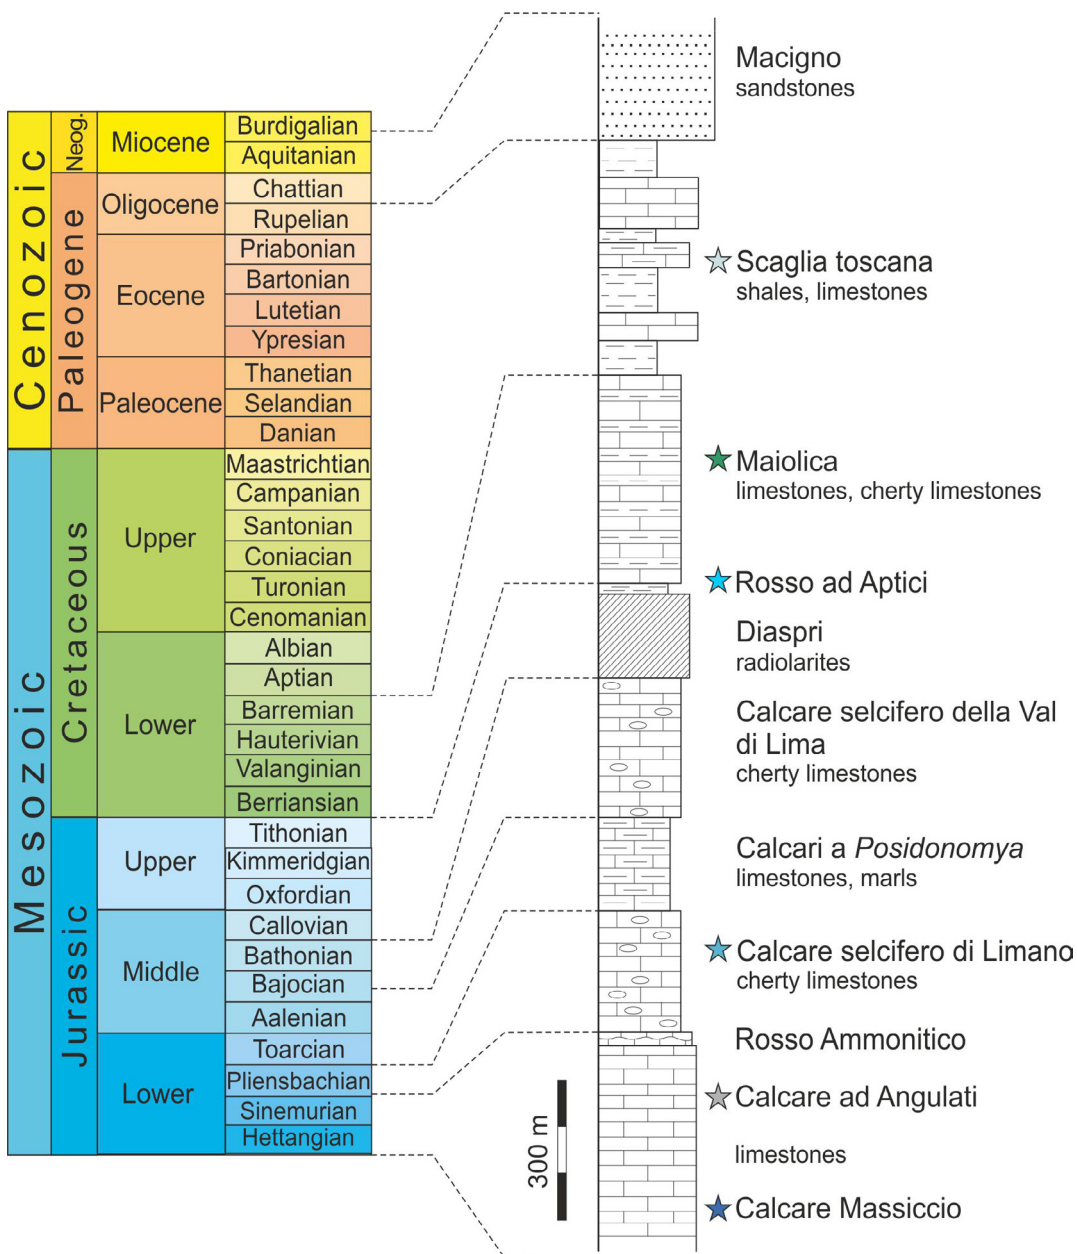 Cenozoic
Neog.
Miocene
Burdigalian
Aquitanian
Paleogene
Oligocene
Chattian
Rupelian
Eocene
Priabonian
Bartonian
Lutetian
Ypresian
Paleocene
Thanetian
Selandian
Danian
Mesozoic
Cretaceous
Upper
Maastrichtian
Campanian
Santonian
Coniacian
Turonian
Cenomanian
Lower
Albian
Aptian
Barremian
Hauterivian
Valanginian
Berriansian
Jurassic
Upper
Tithonian
Kimmeridgian
Oxfordian
Middle
Callovian
Bathonian
Bajocian
Aalenian
Lower
Toarcian
Pliensbachian
Sinemurian
Hettangian
300 m
Macigno
sandstones
Scaglia toscana
shales, limestones
Maiolica
limestones, cherty limestones
Rosso ad Aptici
Diaspri
radiolarites
Calcare selcifero della Val
di Lima
cherty limestones
Calcari a Posidonomya
limestones, marls
Calcare selcifero di Limano
cherty limestones
Rosso Ammonitico
Calcare ad Angulati
limestones
Calcare Massiccio